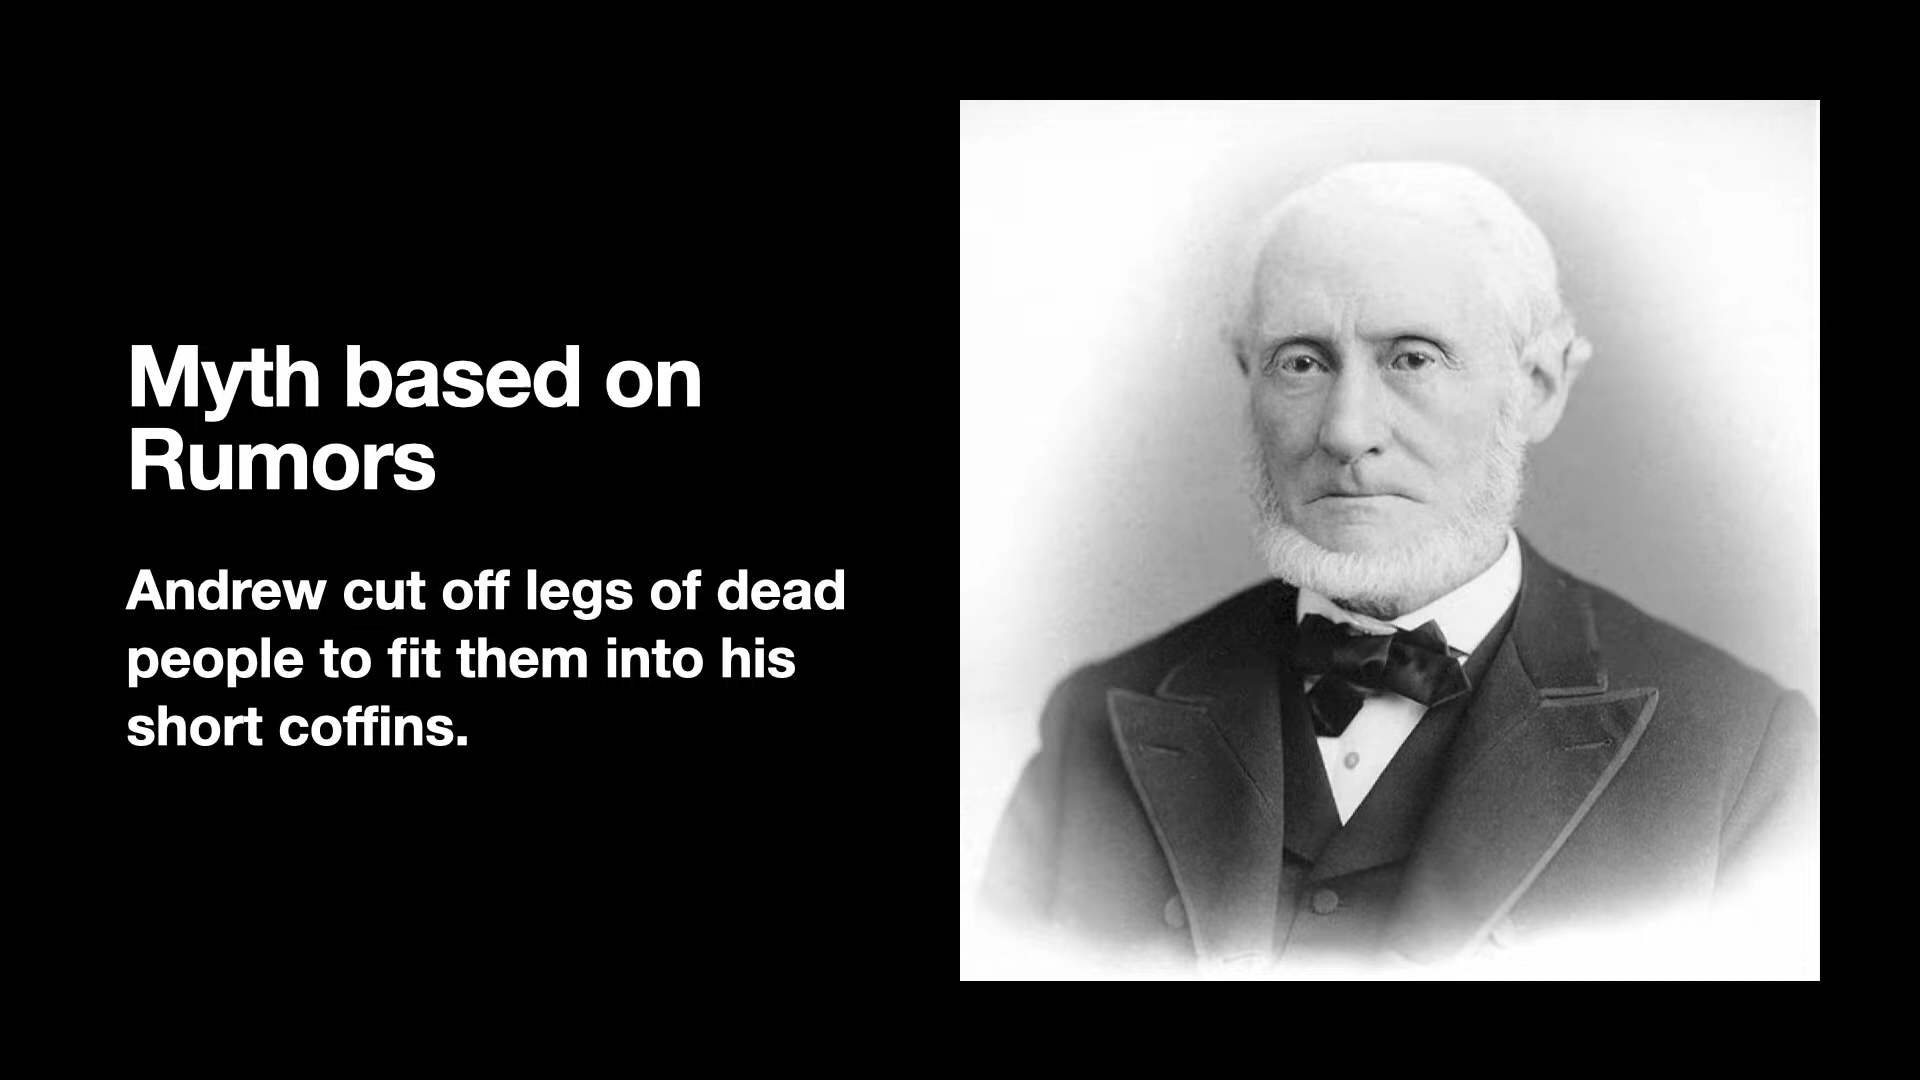 Myth based on
Rumors
Andrew cut off legs of dead
people to fit them into his
short coffins.